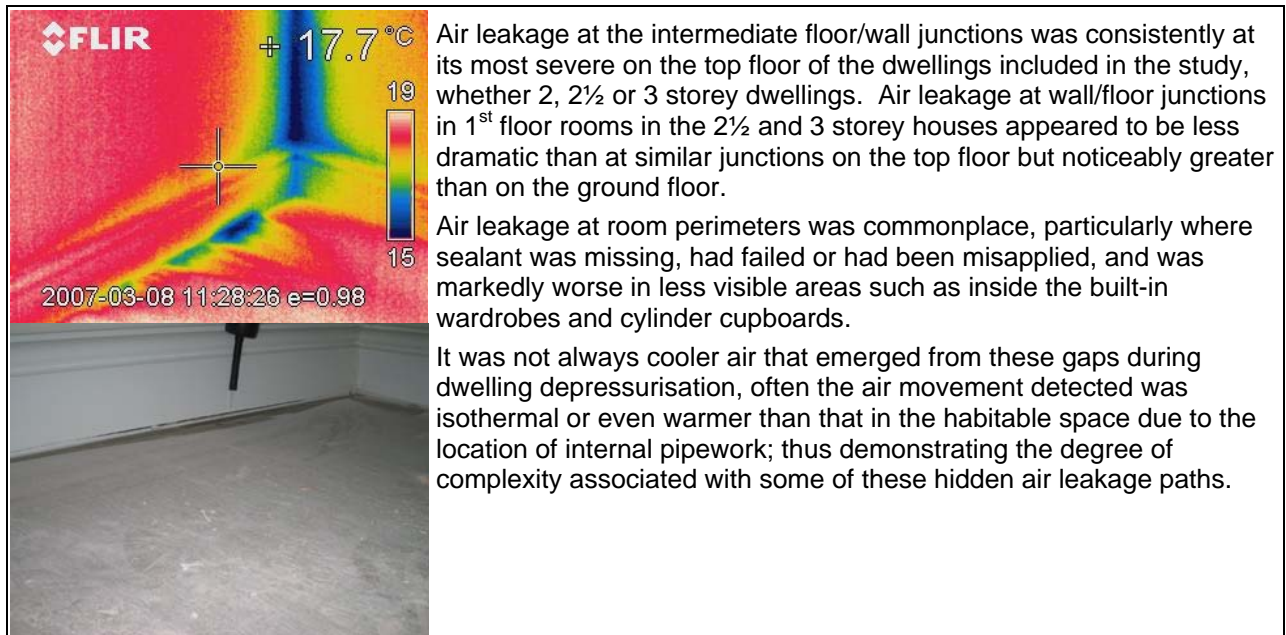 FLIR
17.7 °C
19
15
2007-03-08 11:28:26 e=0.98
Air leakage at the intermediate floor/wall junctions was consistently at
its most severe on the top floor of the dwellings included in the study,
whether 2, 2½ or 3 storey dwellings. Air leakage at wall/floor junctions
in 1st floor rooms in the 2½ and 3 storey houses appeared to be less
dramatic than at similar junctions on the top floor but noticeably greater
than on the ground floor.
Air leakage at room perimeters was commonplace, particularly where
sealant was missing, had failed or had been misapplied, and was
markedly worse in less visible areas such as inside the built-in
wardrobes and cylinder cupboards.
It was not always cooler air that emerged from these gaps during
dwelling depressurisation, often the air movement detected was
isothermal or even warmer than that in the habitable space due to the
location of internal pipework; thus demonstrating the degree of
complexity associated with some of these hidden air leakage paths.